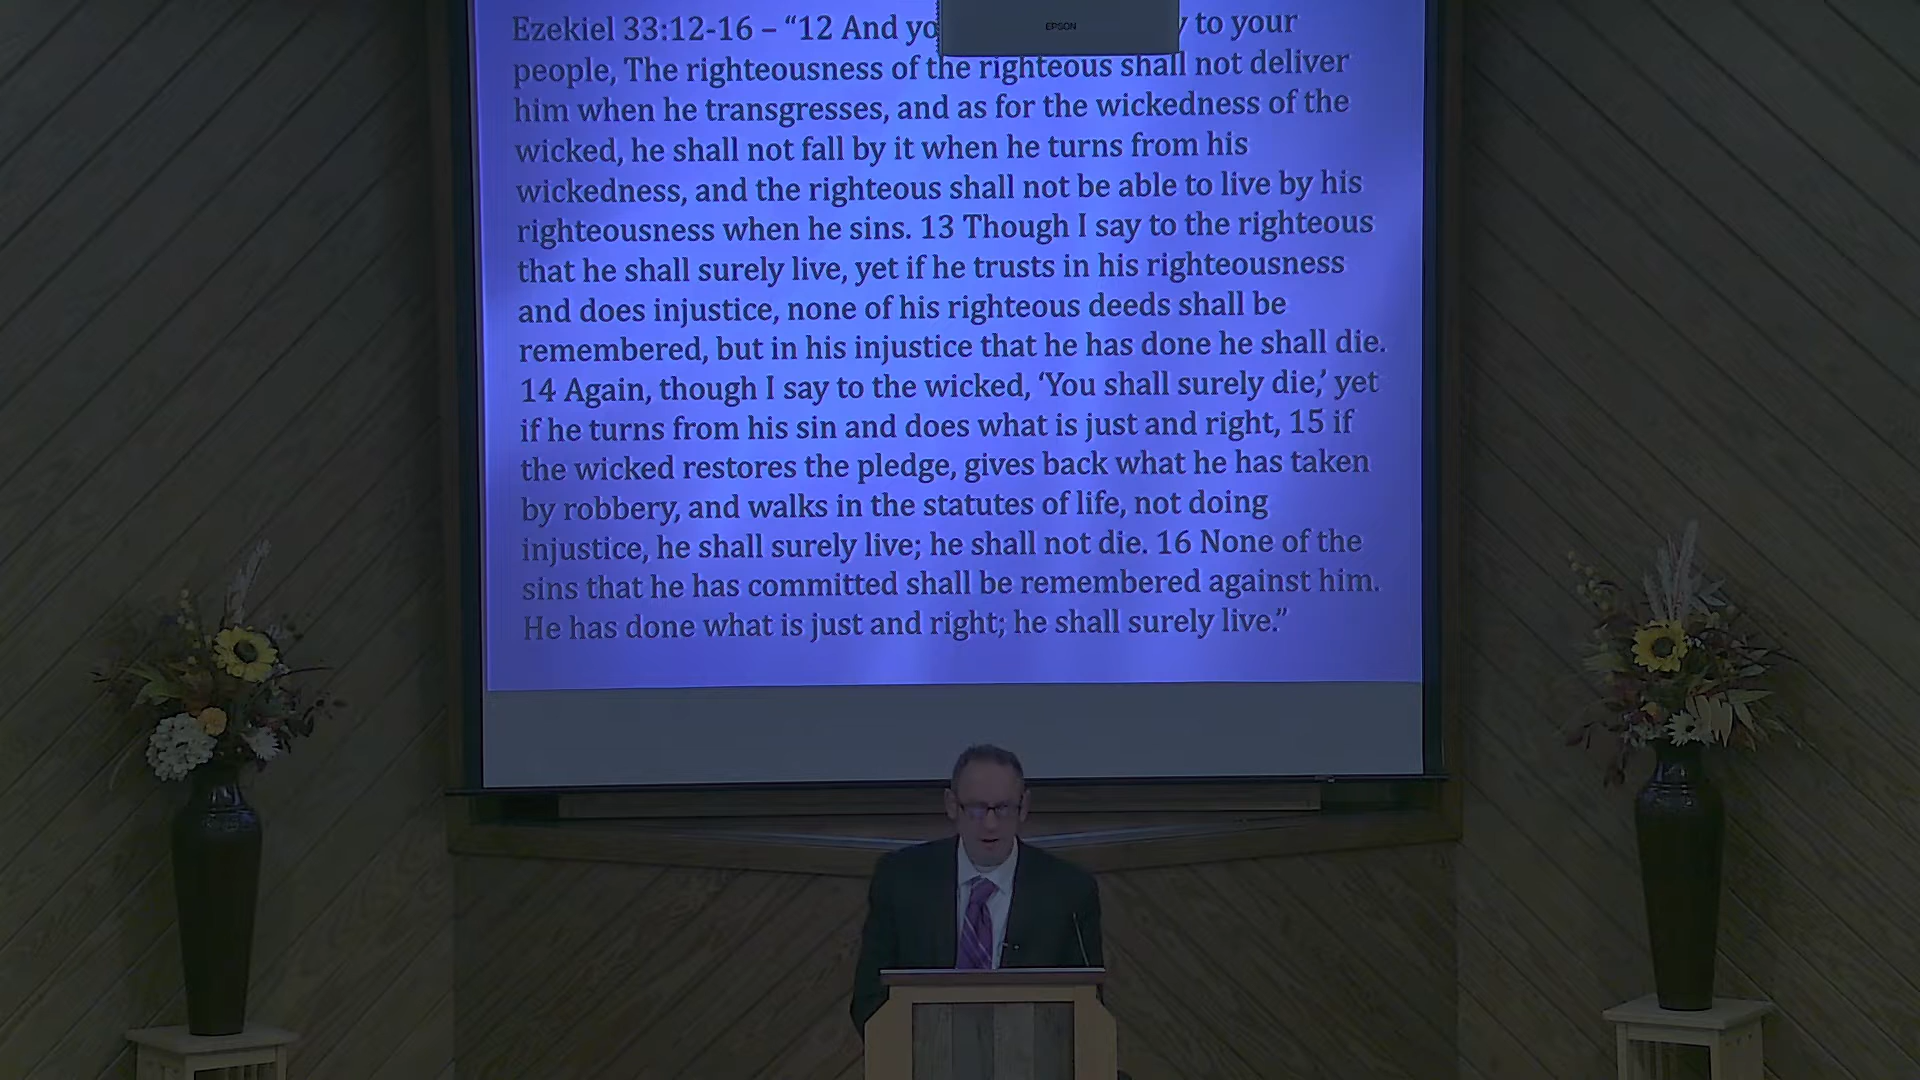 Ezekiel 33:12-16 – “12 And yo
EPSON
to your
people, The righteousness of the righteous shall not deliver
him when he transgresses, and as for the wickedness of the
wicked, he shall not fall by it when he turns from his
wickedness, and the righteous shall not be able to live by his
righteousness when he sins. 13 Though I say to the righteous
that he shall surely live, yet if he trusts in his righteousness
and does injustice, none of his righteous deeds shall be
remembered, but in his injustice that he has done he shall die.
14 Again, though I say to the wicked, ‘You shall surely die,’ yet
if he turns from his sin and does what is just and right, 15 if
the wicked restores the pledge, gives back what he has taken
by robbery, and walks in the statutes of life, not doing
injustice, he shall surely live; he shall not die. 16 None of the
sins that he has committed shall be remembered against him.
He has done what is just and right; he shall surely live.”